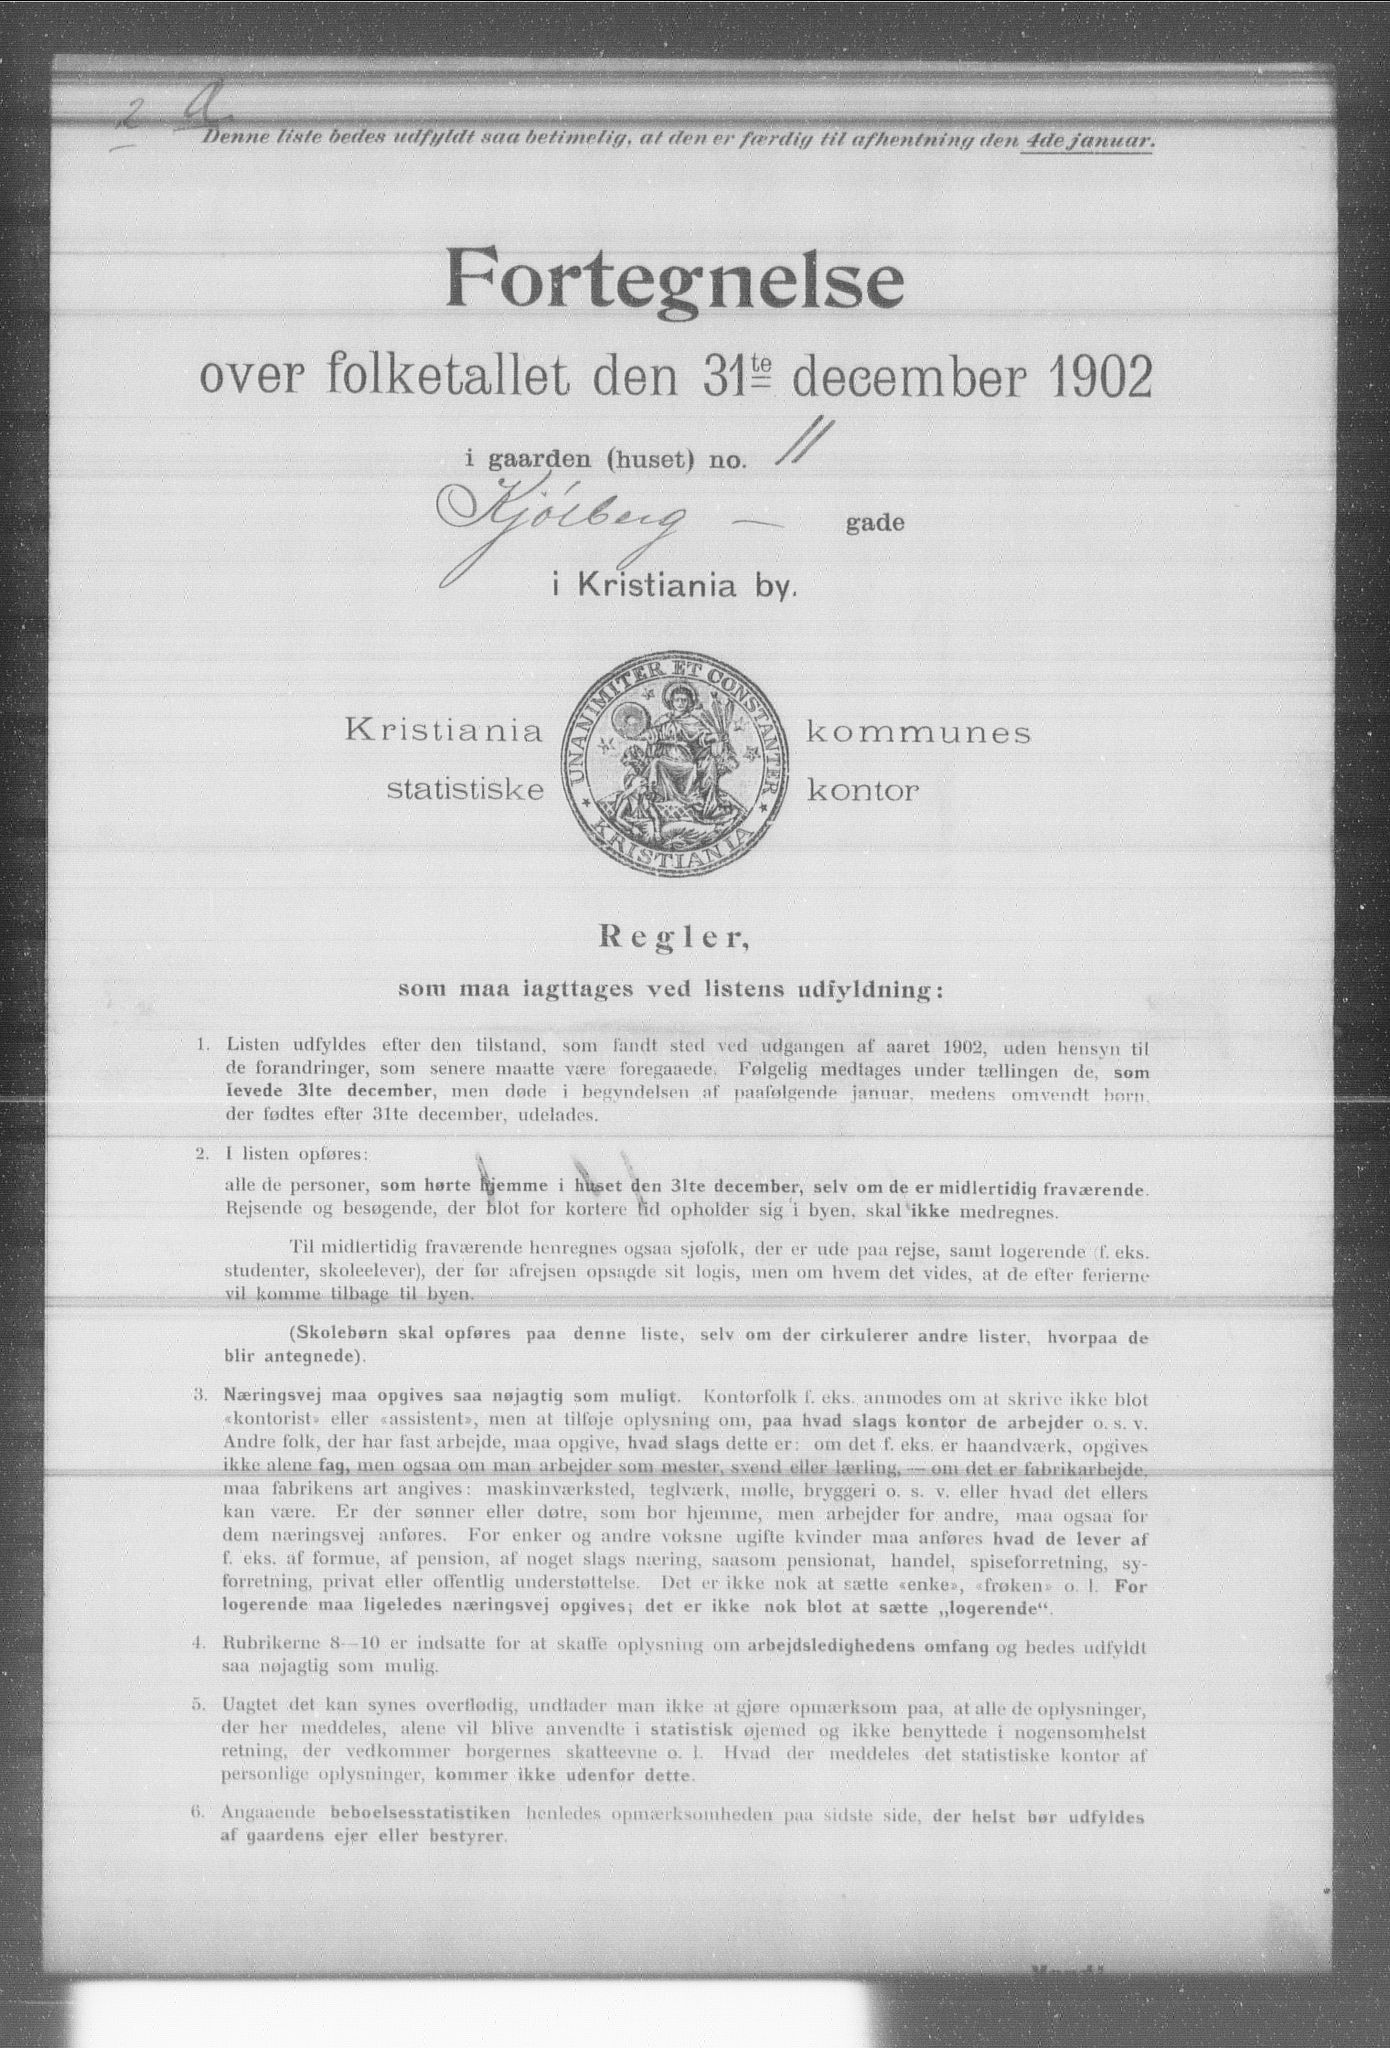 2 a.
Denne liste bedes udfyldt saa betimelig, at den er færdig til afhentning den 4de januar.
Fortegnelse
over folketallet den 31te december 1902
i gaarden (huset) no. 11
Kjølberg — gade
i Kristiania by.
UNANIMITER ET CONSTANTER
KRISTIANIA
Kristiania kommunes
statistiske kontor
Regler,
som maa iagttages ved listens udfyldning:
1. Listen udfyldes efter den tilstand, som fandt sted ved udgangen af aaret 1902, uden hensyn til
de forandringer, som senere maatte være foregaaede. Følgelig medtages under tællingen de, som
levede 31te december, men døde i begyndelsen af paafølgende januar, medens omvendt børn,
der fødtes efter 31te december, udelades.
2. I listen opføres:
alle de personer, som hørte hjemme i huset den 31te december, selv om de er midlertidig fraværende.
Rejsende og besøgende, der blot for kortere tid opholder sig i byen, skal ikke medregnes.
Til midlertidig fraværende henregnes ogsaa sjøfolk, der er ude paa rejse, samt logerende (f. eks.
studenter, skoleelever), der før afrejsen opsagde sit logis, men om hvem det vides, at de efter ferierne
vil komme tilbage til byen.
(Skolebørn skal opføres paa denne liste, selv om der cirkulerer andre lister, hvorpaa de
blir antegnede).
3. Næringsvej maa opgives saa nøjagtig som muligt. Kontorfolk f. eks. anmodes om at skrive ikke blot
«kontorist» eller «assistent», men at tilføje oplysning om, paa hvad slags kontor de arbejder o. s. v.
Andre folk, der har fast arbejde, maa opgive, hvad slags dette er: om det f. eks. er haandværk, opgives
ikke alene fag, men ogsaa om man arbejder som mester, svend eller lærling, — om det er fabrikarbejde,
maa fabrikens art angives: maskinværksted, teglværk, mølle, bryggeri o. s. v. eller hvad det ellers
kan være. Er der sønner eller døtre, som bor hjemme, men arbejder for andre, maa ogsaa for
dem næringsvej anføres. For enker og andre voksne ugifte kvinder maa anføres hvad de lever af
f. eks. af formue, af pension, af noget slags næring, saasom pensionat, handel, spiseforretning, sy-
forretning, privat eller offentlig understøttelse. Det er ikke nok at sætte «enke», «frøken» o. l. For
logerende maa ligeledes næringsvej opgives; det er ikke nok blot at sætte „logerende“.
4. Rubrikerne 8—10 er indsatte for at skaffe oplysning om arbejdsledighedens omfang og bedes udfyldt
saa nøjagtig som mulig.
5. Uagtet det kan synes overflødig, undlader man ikke at gjøre opmærksom paa, at alle de oplysninger,
der her meddeles, alene vil blive anvendte i statistisk øjemed og ikke benyttede i nogensomhelst
retning, der vedkommer borgernes skatteevne o. l. Hvad der meddeles det statistiske kontor af
personlige oplysninger, kommer ikke udenfor dette.
6. Angaaende beboelsesstatistiken henledes opmærksomheden paa sidste side, der helst bør udfyldes
af gaardens ejer eller bestyrer.